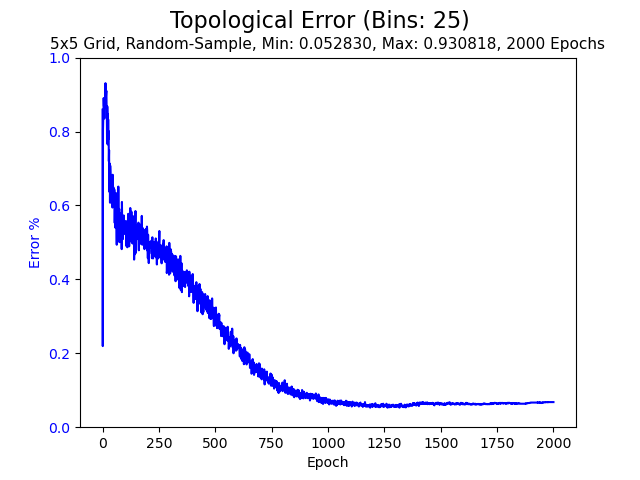 Topological Error (Bins: 25)
5x5 Grid, Random-Sample, Min: 0.052830, Max: 0.930818, 2000 Epochs
1.0
0.8
0.6
0.4
0.2
0.0
Error %
0 250 500 750 1000 1250 1500 1750 2000
Epoch